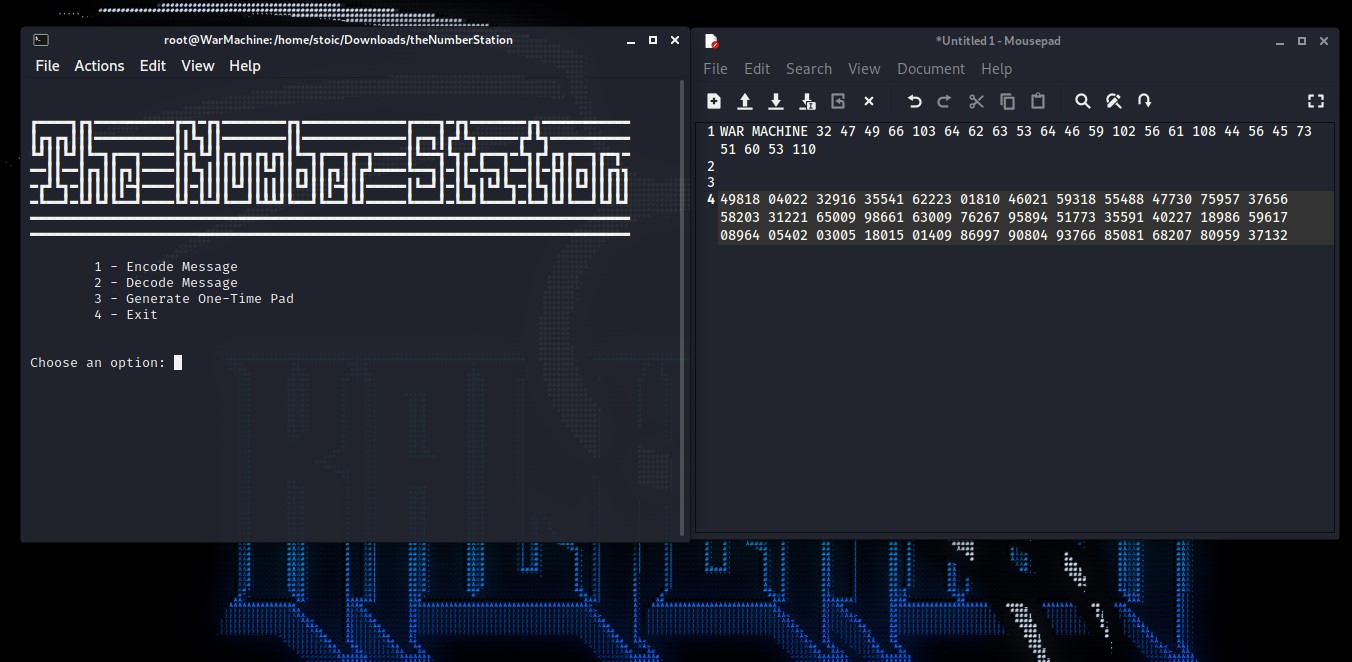 root@WarMachine:/home/stoic/Downloads/theNumberStation
File Actions Edit View Help
The Number Station
1 - Encode Message
2 - Decode Message
3 - Generate One-Time Pad
4 - Exit
Choose an option:
*Untitled 1 - Mousepad
File Edit Search View Document Help
1 WAR MACHINE 32 47 49 66 103 64 62 63 53 64 46 59 102 56 61 108 44 56 45 73
51 60 53 110
2
3
4 49818 04022 32916 35541 62223 01810 46021 59318 55488 47730 75957 37656
58203 31221 65009 98661 63009 76267 95894 51773 35591 40227 18986 59617
08964 05402 03005 18015 01409 86997 90804 93766 85081 68207 80959 37132